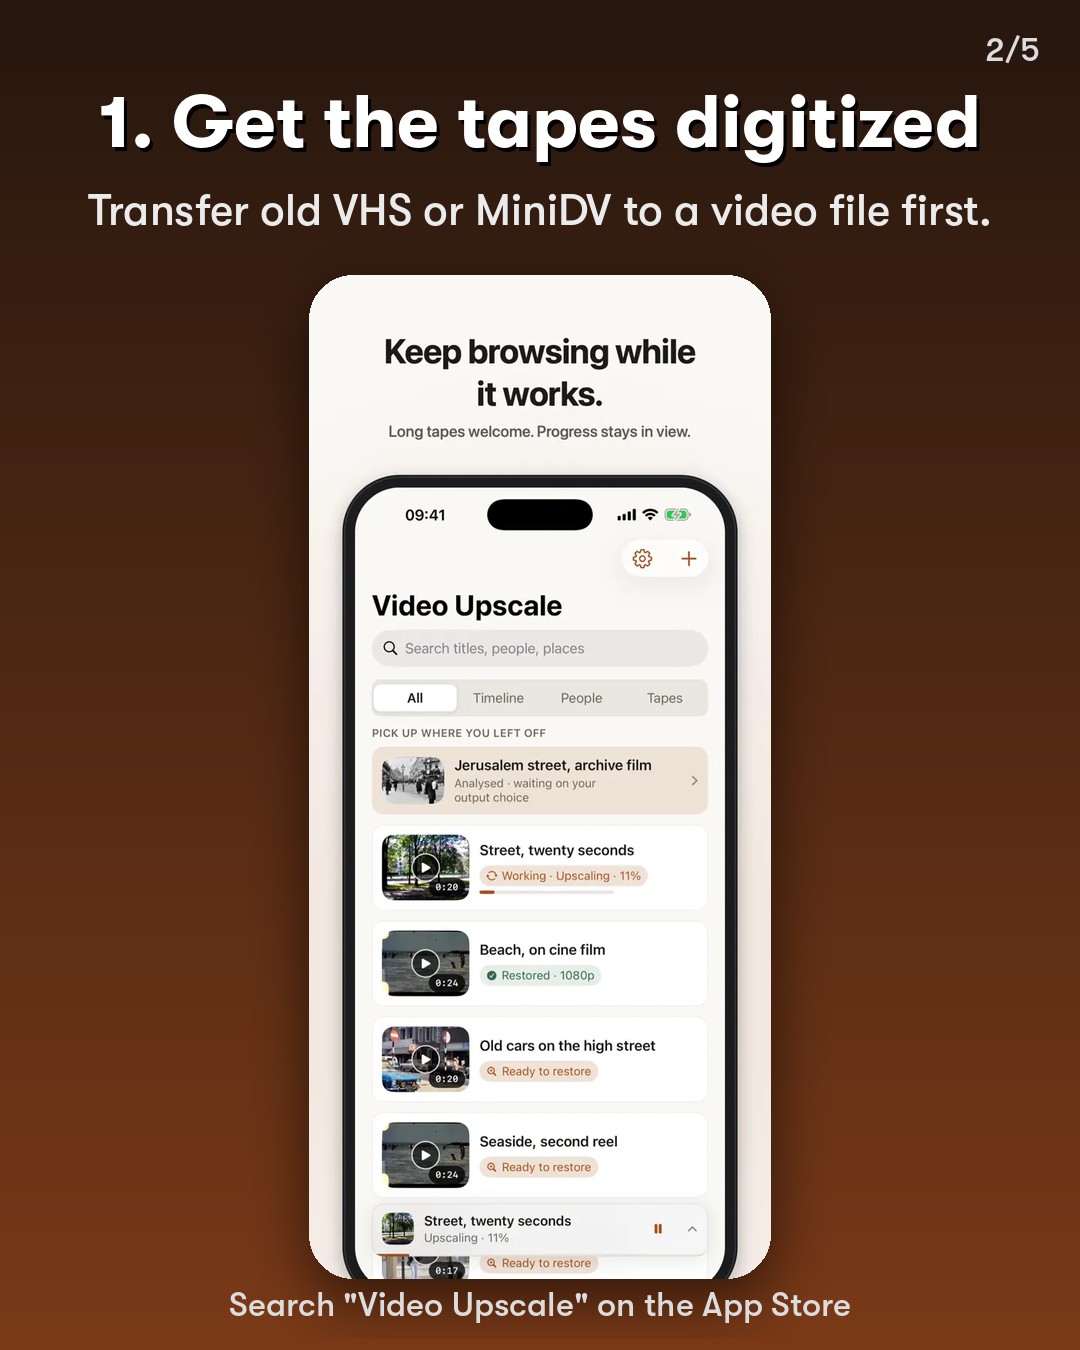 2/5
1. Get the tapes digitized
Transfer old VHS or MiniDV to a video file first.
Keep browsing while
it works.
Long tapes welcome. Progress stays in view.
09:41
Video Upscale
Search titles, people, places
All Timeline People Tapes
PICK UP WHERE YOU LEFT OFF
Jerusalem street, archive film
Analysed · waiting on your
output choice
Street, twenty seconds
Working · Upscaling · 11%
0:20
Beach, on cine film
Restored · 1080p
0:24
Old cars on the high street
Ready to restore
0:20
Seaside, second reel
Ready to restore
0:24
Street, twenty seconds
Upscaling · 11%
Ready to restore
0:17
Search "Video Upscale" on the App Store